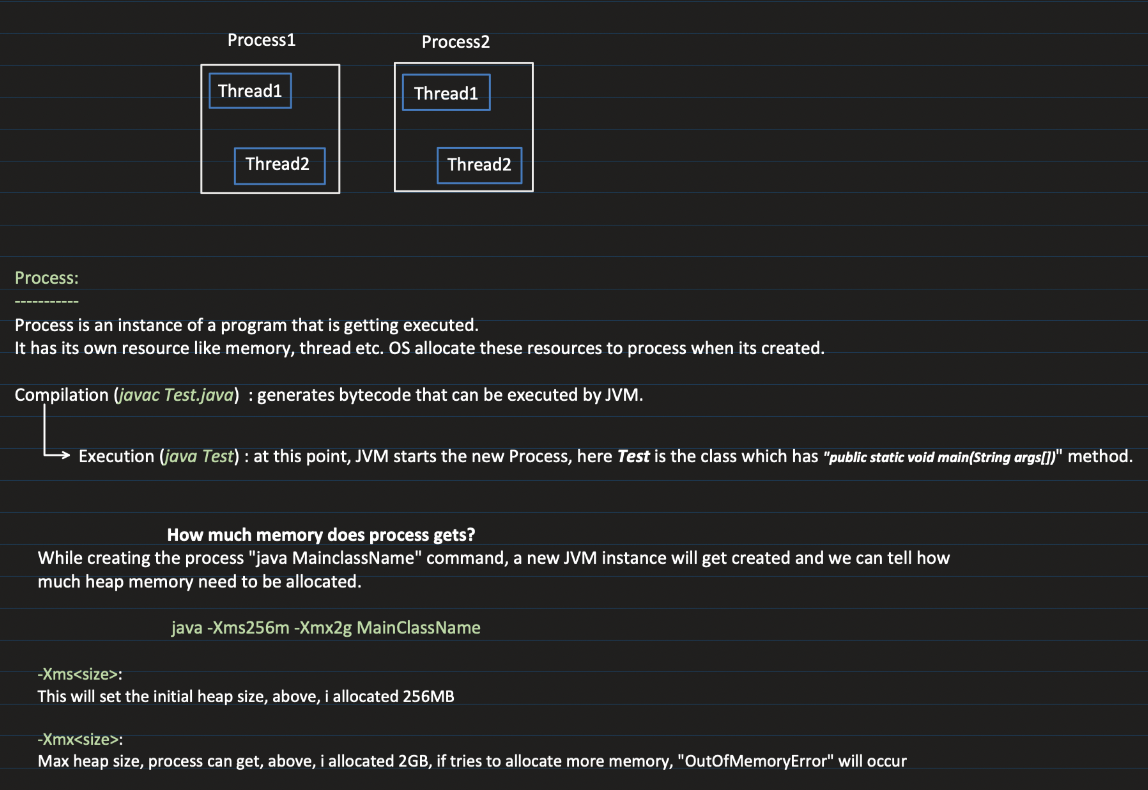 Process1
Process2
Thread1
Thread1
Thread2
Thread2
Process:
-----------
Process is an instance of a program that is getting executed.
It has its own resource like memory, thread etc. OS allocate these resources to process when its created.
Compilation (javac Test.java)  : generates bytecode that can be executed by JVM.
Execution (java Test) : at this point, JVM starts the new Process, here Test is the class which has "public static void main(String args[])" method.
How much memory does process gets?
While creating the process "java MainclassName" command, a new JVM instance will get created and we can tell how
much heap memory need to be allocated.
java -Xms256m -Xmx2g MainClassName
-Xms<size>:
This will set the initial heap size, above, i allocated 256MB
-Xmx<size>:
Max heap size, process can get, above, i allocated 2GB, if tries to allocate more memory, "OutOfMemoryError" will occur